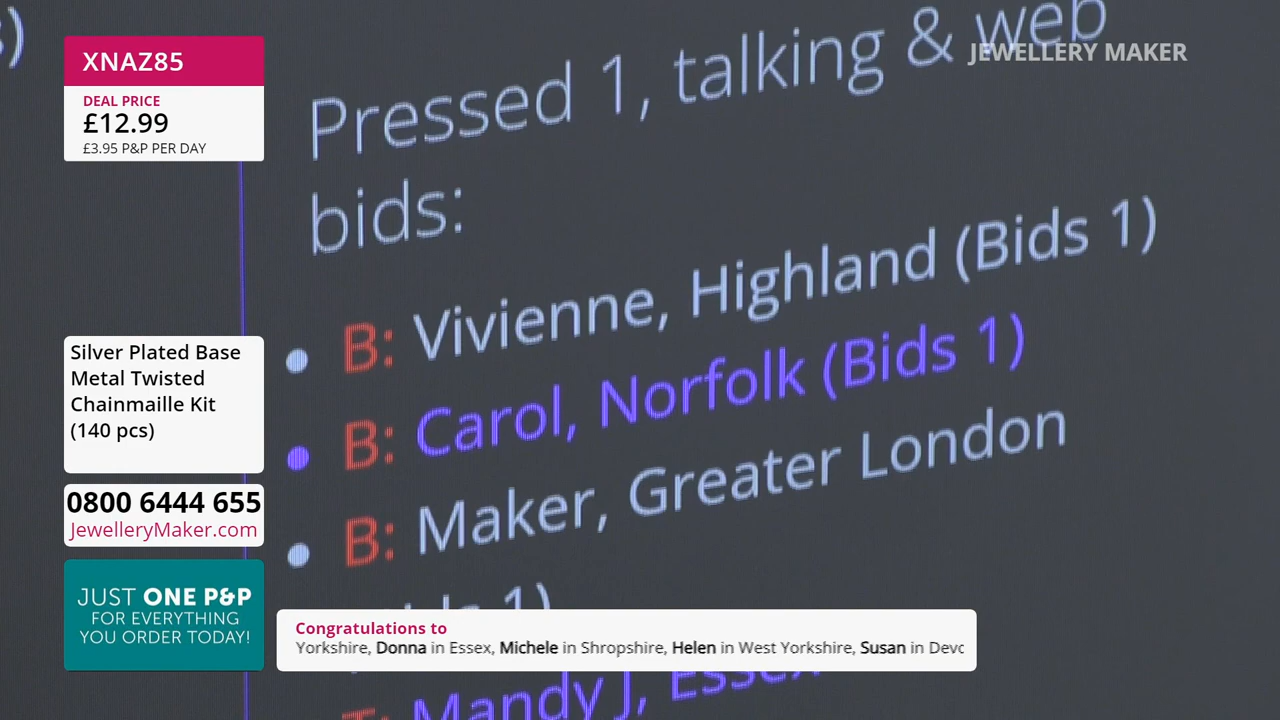 XNAZ85
DEAL PRICE
£12.99
£3.95 P&P PER DAY
JEWELLERY MAKER
Pressed 1, talking & web
bids:
B: Vivienne, Highland (Bids 1)
B: Carol, Norfolk (Bids 1)
B: Maker, Greater London
1)
Mandy J, Essex
Silver Plated Base
Metal Twisted
Chainmaille Kit
(140 pcs)
0800 6444 655
JewelleryMaker.com
JUST ONE P&P
FOR EVERYTHING
YOU ORDER TODAY!
Congratulations to
Yorkshire, Donna in Essex, Michele in Shropshire, Helen in West Yorkshire, Susan in